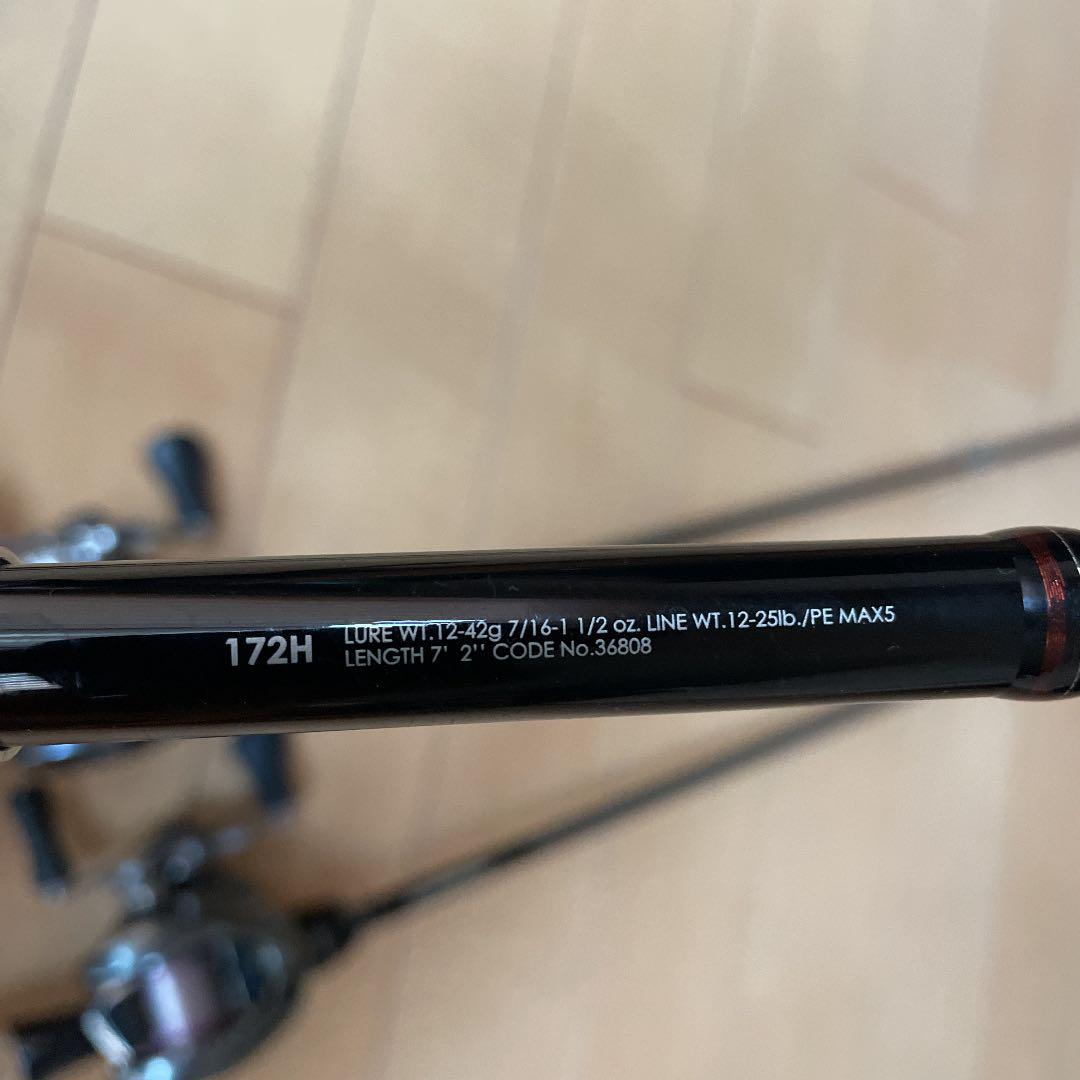 172H
LURE WT.12-42g 7/16-1 1/2 oz. LINE WT.12-25lb./PE MAX5
LENGTH 7' 2'' CODE No.36808